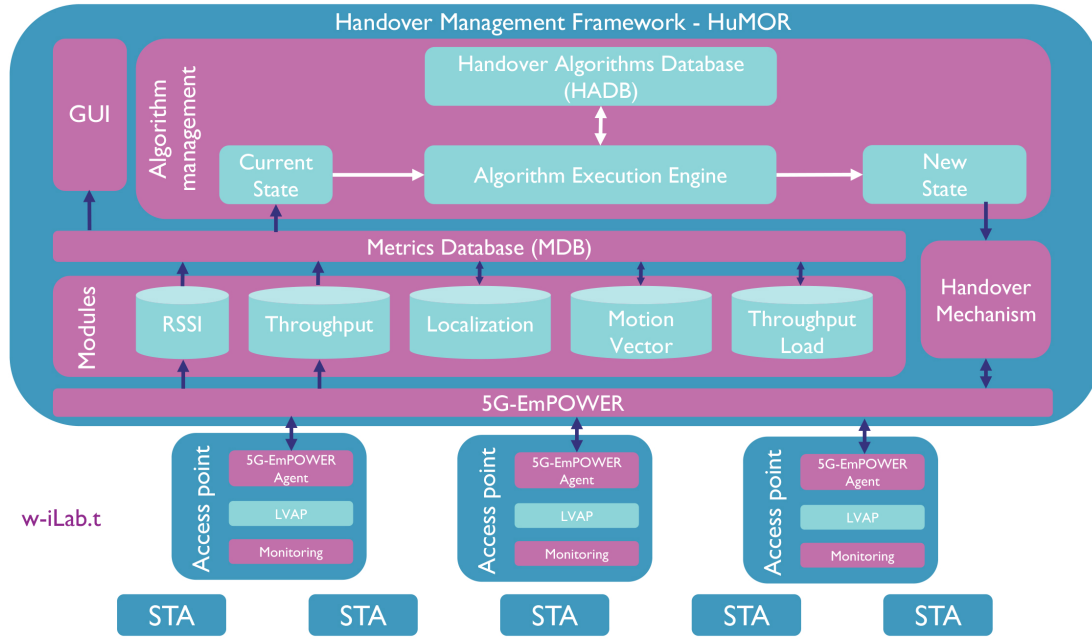 Handover Management Framework - HuMOR
GUI
Algorithm
management
Handover Algorithms Database
(HADB)
Current
State
Algorithm Execution Engine
New
State
Metrics Database (MDB)
Modules
RSSI
Throughput
Localization
Motion
Vector
Throughput
Load
Handover
Mechanism
5G-EmPOWER
Access point
5G-EmPOWER
Agent
LVAP
Monitoring
Access point
5G-EmPOWER
Agent
LVAP
Monitoring
Access point
5G-EmPOWER
Agent
LVAP
Monitoring
w-iLab.t
STA
STA
STA
STA
STA